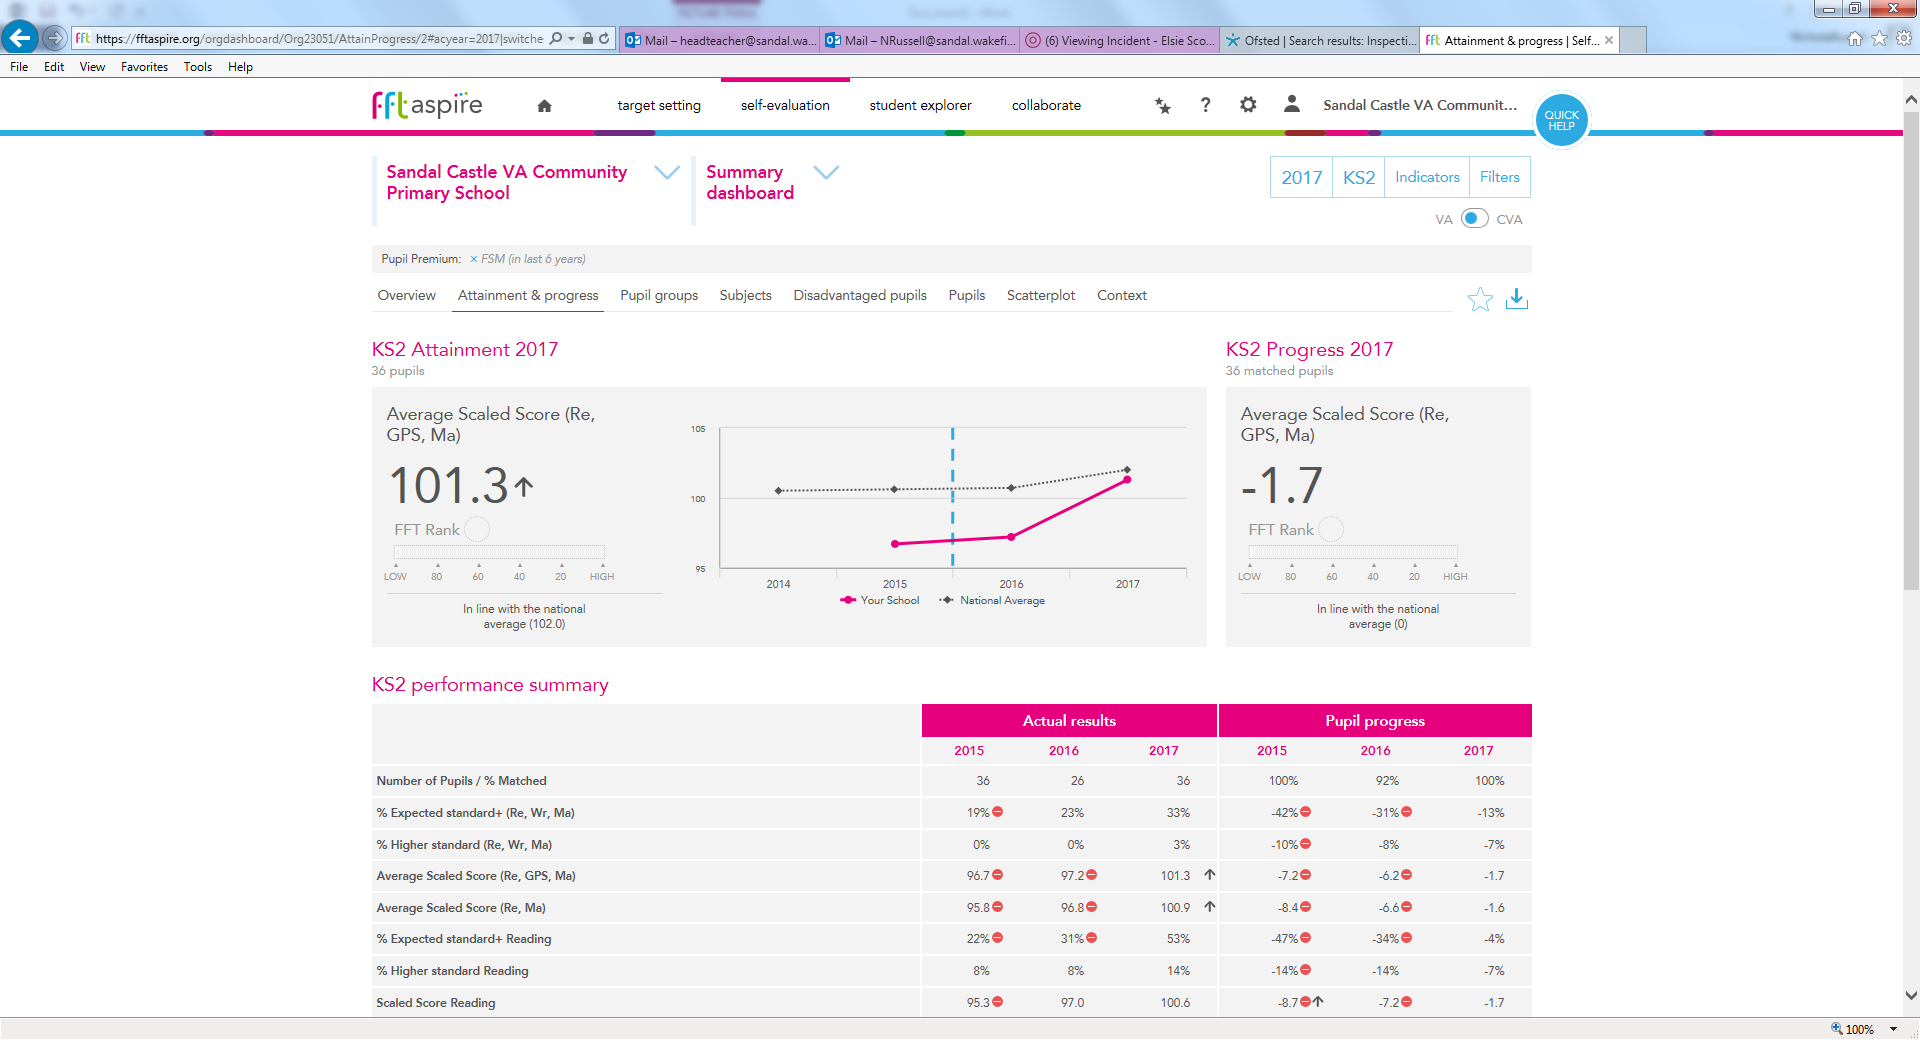 https://fftaspire.org/orgdashboard/Org23051/AttainProgress/2#acyear=2017|switche
Mail – headteacher@sandal.wa...
Mail – NRussell@sandal.wakefi...
(6) Viewing Incident - Elsie Sco...
Ofsted | Search results: Inspecti...
Attainment & progress | Self...
File Edit View Favorites Tools Help
fft aspire
target setting
self-evaluation
student explorer
collaborate
?
Sandal Castle VA Communit...
QUICK
HELP
Sandal Castle VA Community
Primary School
Summary
dashboard
2017 KS2 Indicators Filters
VA CVA
Pupil Premium: × FSM (in last 6 years)
Overview Attainment & progress Pupil groups Subjects Disadvantaged pupils Pupils Scatterplot Context
KS2 Attainment 2017
36 pupils
Average Scaled Score (Re,
GPS, Ma)
101.3
FFT Rank
LOW 80 60 40 20 HIGH
In line with the national
average (102.0)
105
100
95
2014 2015 2016 2017
Your School National Average
KS2 Progress 2017
36 matched pupils
Average Scaled Score (Re,
GPS, Ma)
-1.7
FFT Rank
LOW 80 60 40 20 HIGH
In line with the national
average (0)
KS2 performance summary
Actual results Pupil progress
2015 2016 2017 2015 2016 2017
Number of Pupils / % Matched 36 26 36 100% 92% 100%
% Expected standard+ (Re, Wr, Ma) 19% 23% 33% -42% -31% -13%
% Higher standard (Re, Wr, Ma) 0% 0% 3% -10% -8% -7%
Average Scaled Score (Re, GPS, Ma) 96.7 97.2 101.3 -7.2 -6.2 -1.7
Average Scaled Score (Re, Ma) 95.8 96.8 100.9 -8.4 -6.6 -1.6
% Expected standard+ Reading 22% 31% 53% -47% -34% -4%
% Higher standard Reading 8% 8% 14% -14% -14% -7%
Scaled Score Reading 95.3 97.0 100.6 -8.7 -7.2 -1.7
100%